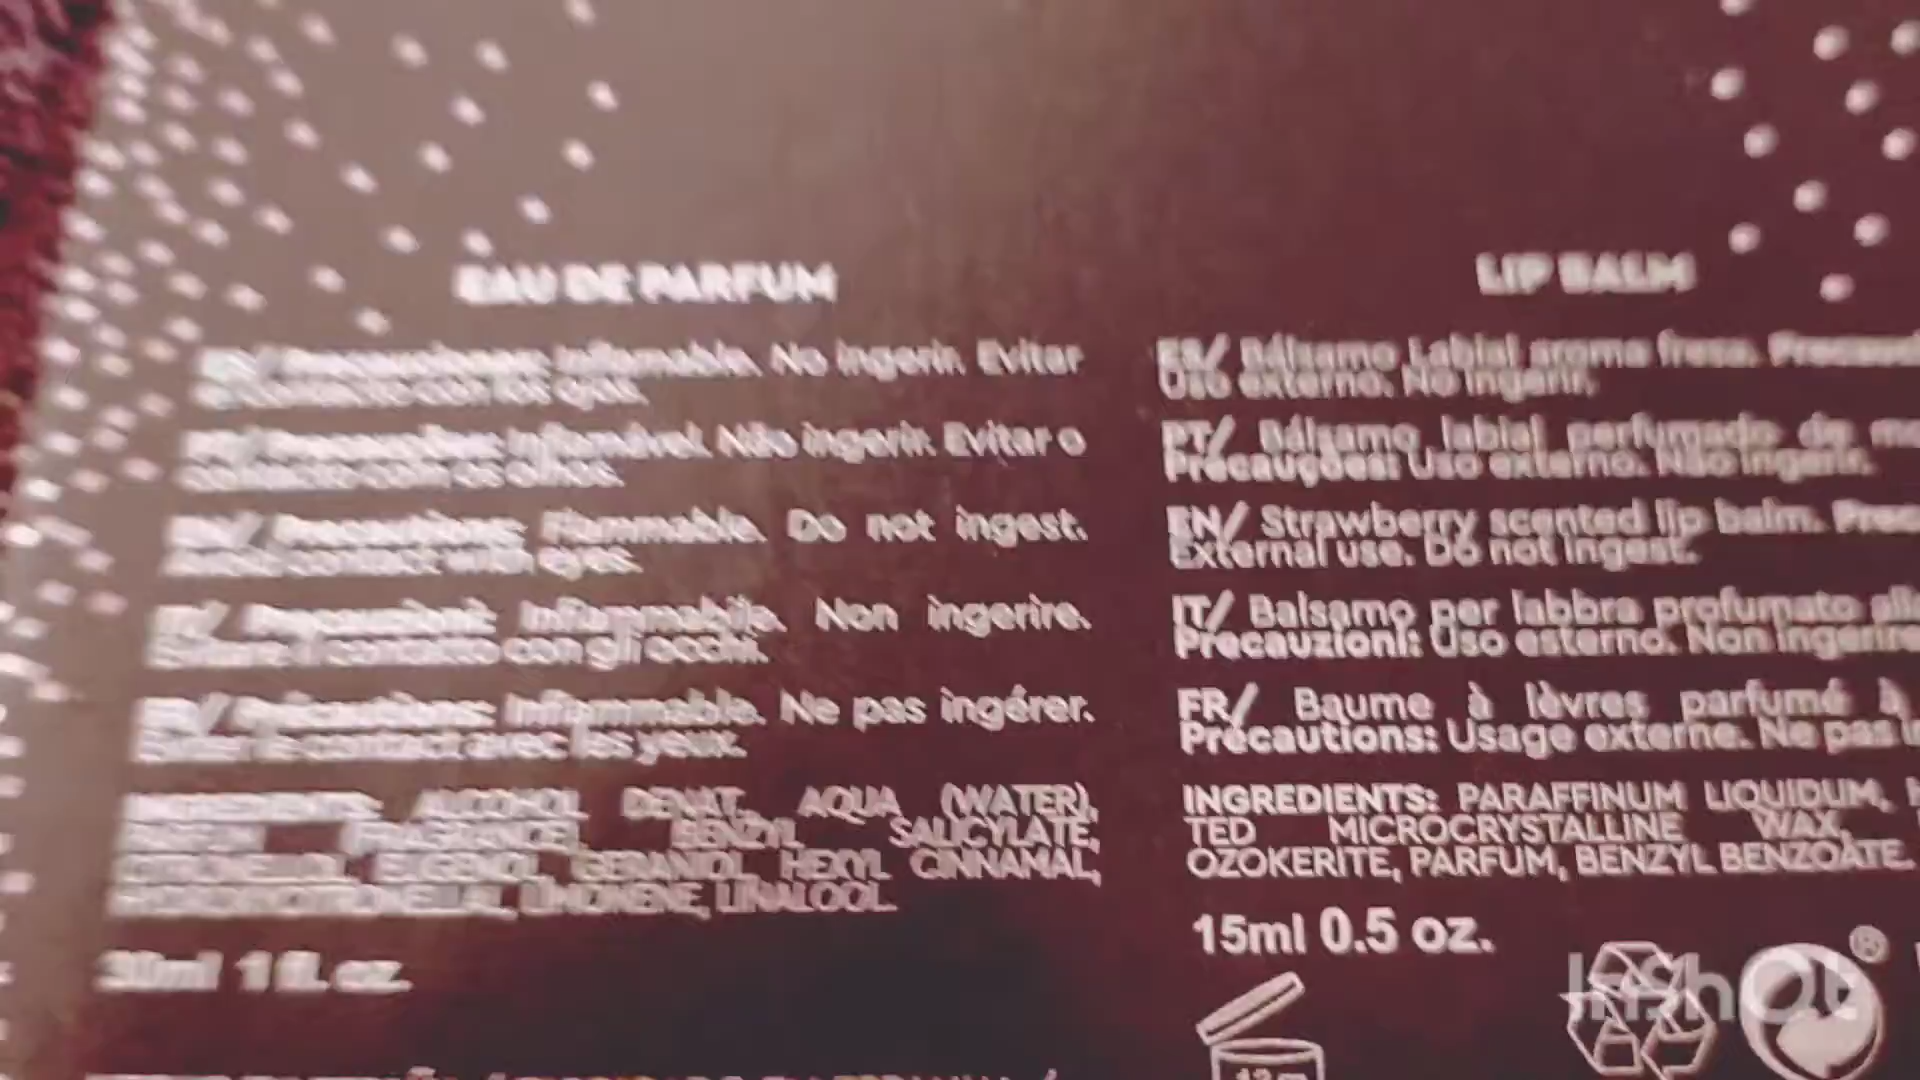 EAU DE PARFUM
ES/ Precauciones: Inflamable. No ingerir. Evitar
el contacto con los ojos.
PT/ Precauções: Inflamável. Não ingerir. Evitar o
contacto com os olhos.
EN/ Precautions: Flammable. Do not ingest.
Avoid contact with eyes.
IT/ Precauzioni: Inflammabile. Non ingerire.
Evitare il contacto con gli occhi.
FR/ Précautions: Inflammable. Ne pas ingérer.
Eviter le contact avec les yeux.
INGREDIENTS: ALCOHOL DENAT., AQUA (WATER),
PARFUM (FRAGRANCE), BENZYL SALICYLATE,
CITRONELLOL, EUGENOL, GERANIOL, HEXYL CINNAMAL,
HYDROXYCITRONELLAL, LIMONENE, LINALOOL.
30ml 1 fl. oz.
LIP BALM
ES/ Bálsamo Labial aroma fresa.
Uso externo. No ingerir.
PT/ Bálsamo labial perfumado de
Precauções: Uso externo. Não ingerir.
EN/ Strawberry scented lip balm.
External use. Do not ingest.
IT/ Balsamo per labbra profumato
Precauzioni: Uso esterno. Non ingerire
FR/ Baume à lèvres parfumé à
Précautions: Usage externe. Ne pas
INGREDIENTS: PARAFFINUM LIQUIDUM,
TED MICROCRYSTALLINE WAX,
OZOKERITE, PARFUM, BENZYL BENZOATE.
15ml 0.5 oz.
12 m
InShOt
®